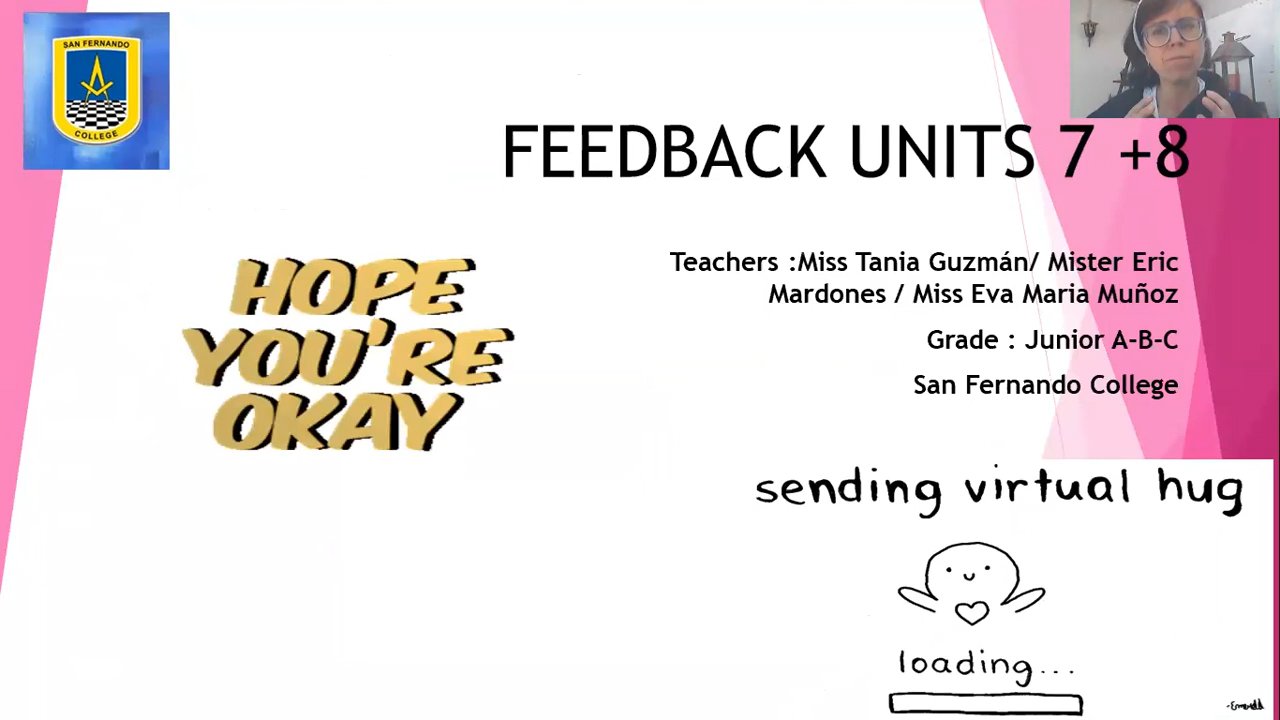 SAN FERNANDO
COLLEGE
FEEDBACK UNITS 7 +8
Teachers :Miss Tania Guzmán/ Mister Eric
Mardones / Miss Eva Maria Muñoz
Grade : Junior A-B-C
San Fernando College
HOPE
YOU'RE
OKAY
sending virtual hug
loading...